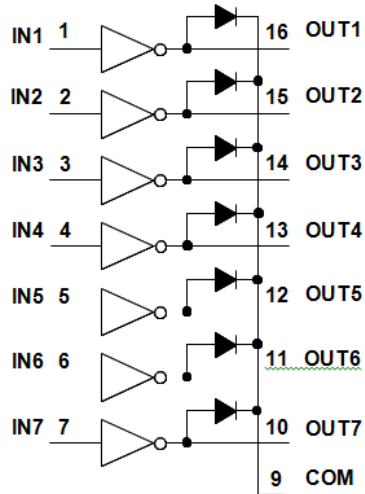 IN1 1 16 OUT1
IN2 2 15 OUT2
IN3 3 14 OUT3
IN4 4 13 OUT4
IN5 5 12 OUT5
IN6 6 11 OUT6
IN7 7 10 OUT7
9 COM